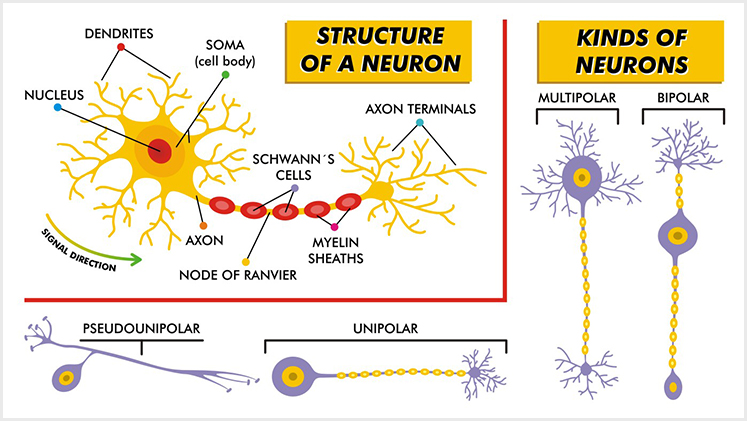 STRUCTURE
OF A NEURON
DENDRITES
SOMA
(cell body)
NUCLEUS
AXON TERMINALS
SCHWANN´S
CELLS
AXON
MYELIN
SHEATHS
NODE OF RANVIER
SIGNAL DIRECTION
KINDS OF
NEURONS
MULTIPOLAR
BIPOLAR
PSEUDOUNIPOLAR
UNIPOLAR